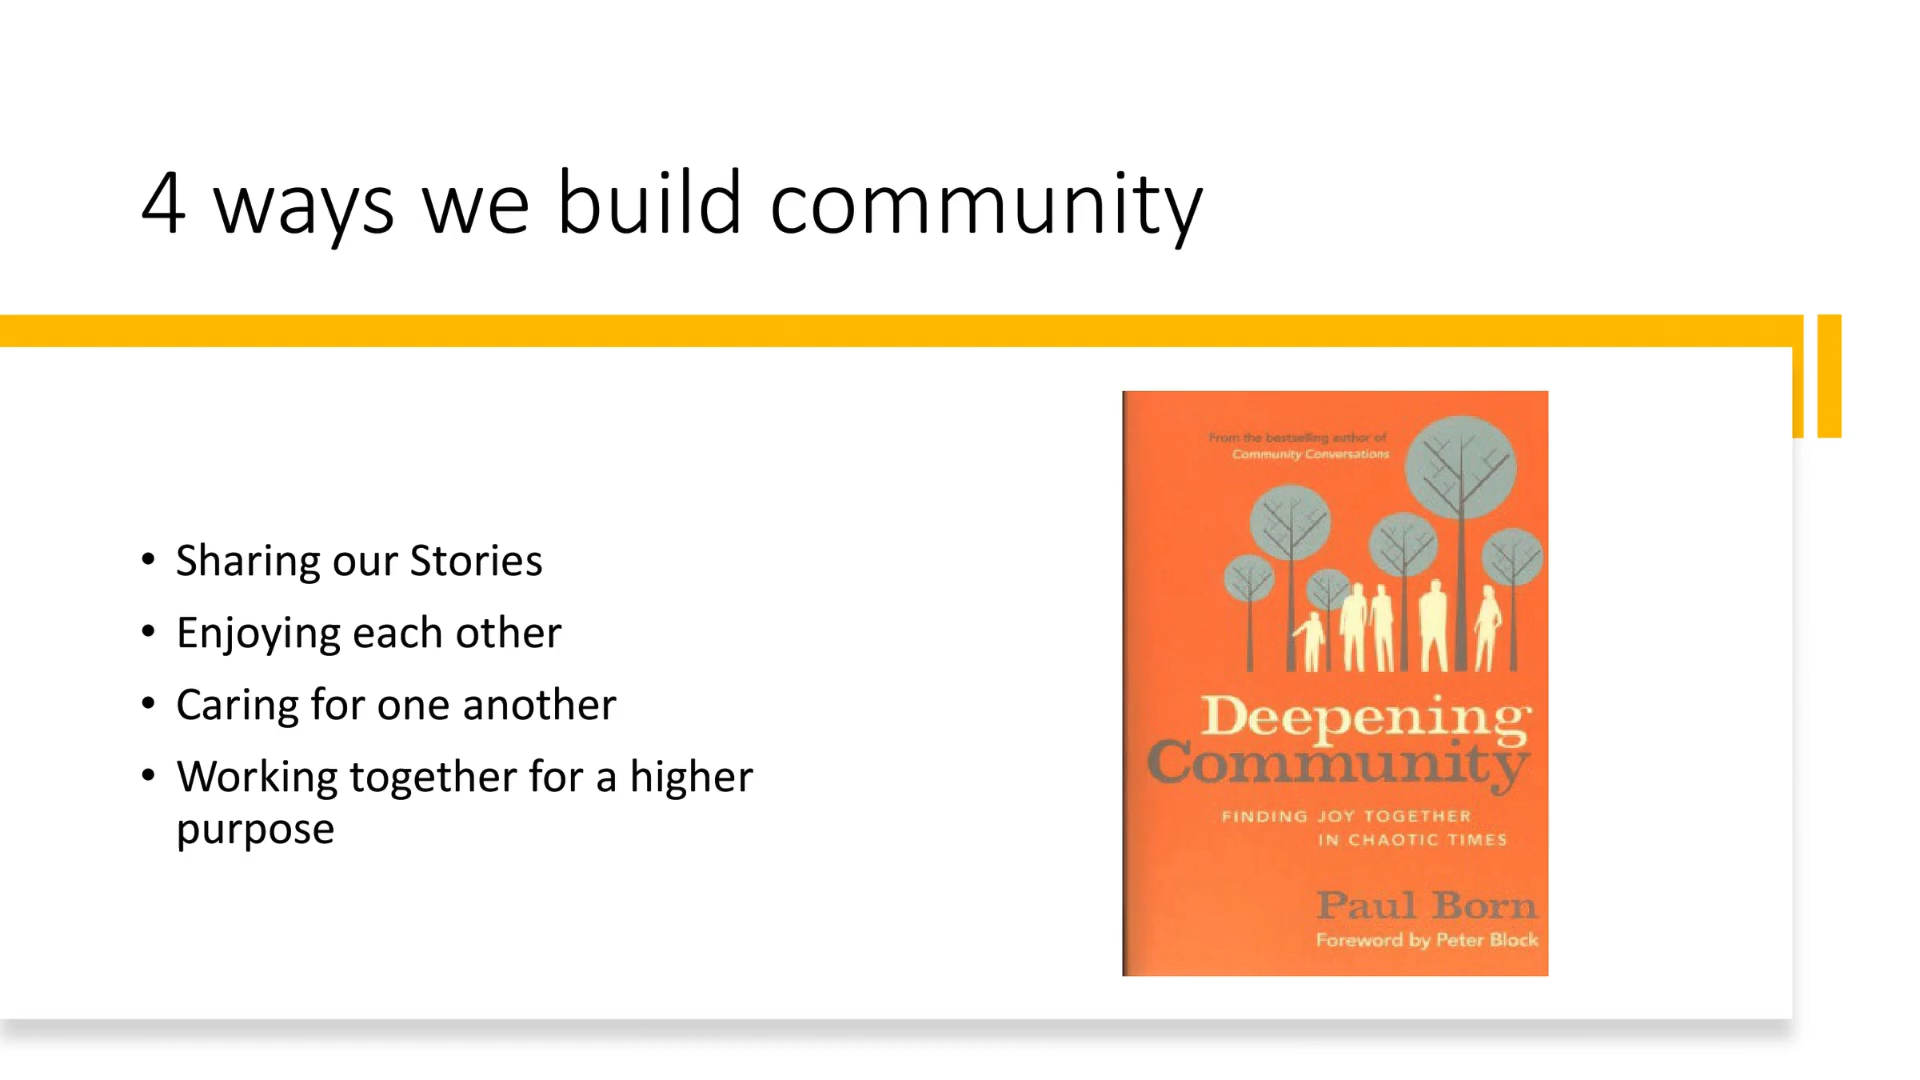 4 ways we build community
• Sharing our Stories
• Enjoying each other
• Caring for one another
• Working together for a higher
purpose
From the bestselling author of
Community Conversations
Deepening
Community
FINDING JOY TOGETHER
IN CHAOTIC TIMES
Paul Born
Foreword by Peter Block